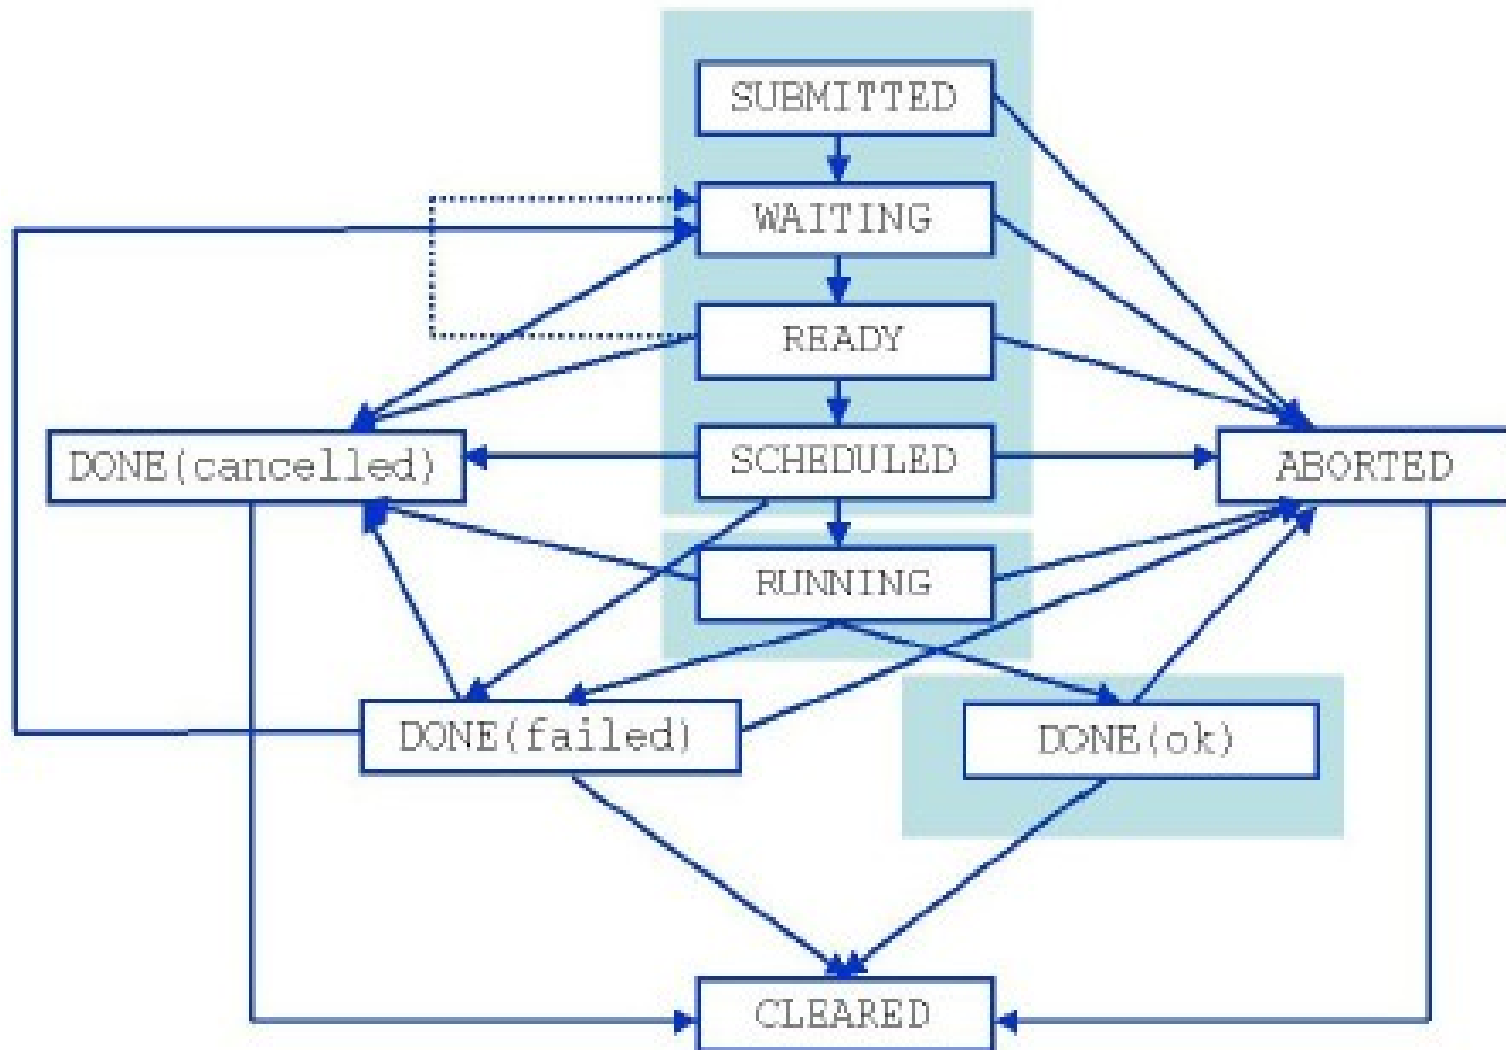 SUBMITTED
WAITING
READY
DONE(cancelled)
SCHEDULED
ABORTED
RUNNING
DONE(failed)
DONE(ok)
CLEARED